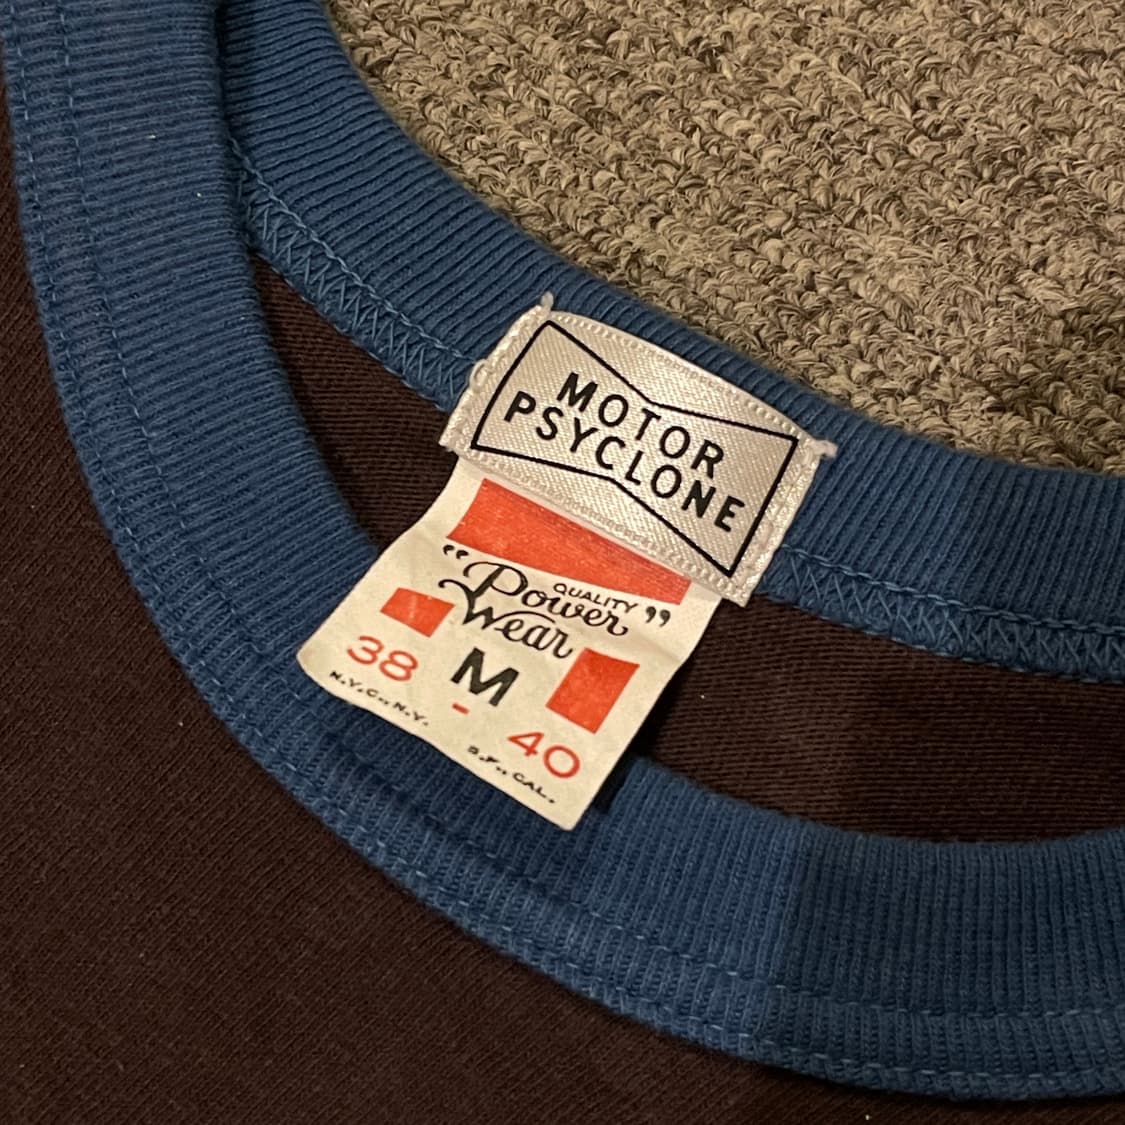 MOTOR
PSYCLONE
“Power QUALITY ”
Wear
38 M - 40
N.Y.C., N.Y.
S.F., CAL.